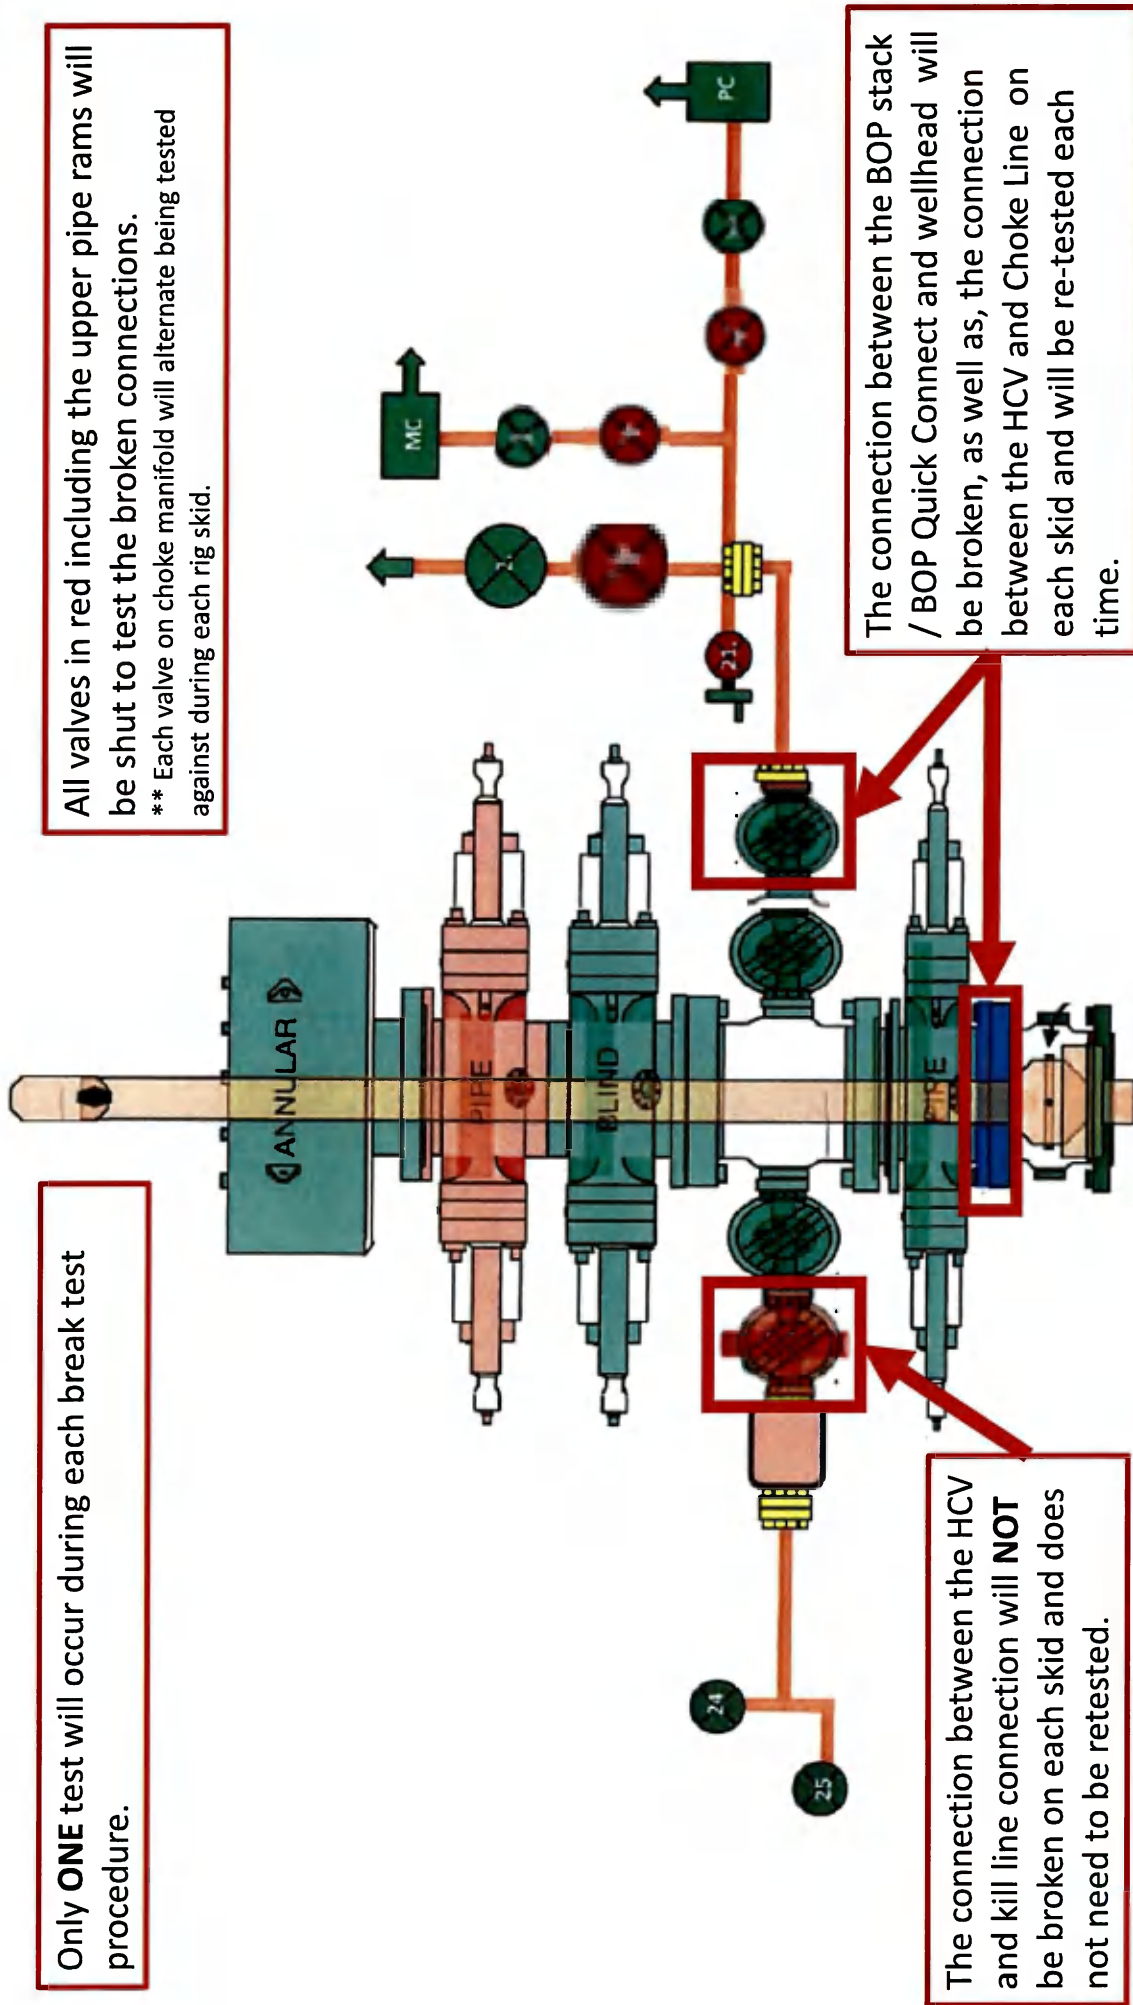 Only ONE test will occur during each break test
procedure.
All valves in red including the upper pipe rams will
be shut to test the broken connections.
** Each valve on choke manifold will alternate being tested
against during each rig skid.
ANNULAR
PIPE
BLIND
PIPE
MC
PC
2.
21.
24
25
The connection between the HCV
and kill line connection will NOT
be broken on each skid and does
not need to be retested.
The connection between the BOP stack
/ BOP Quick Connect and wellhead will
be broken, as well as, the connection
between the HCV and Choke Line on
each skid and will be re-tested each
time.